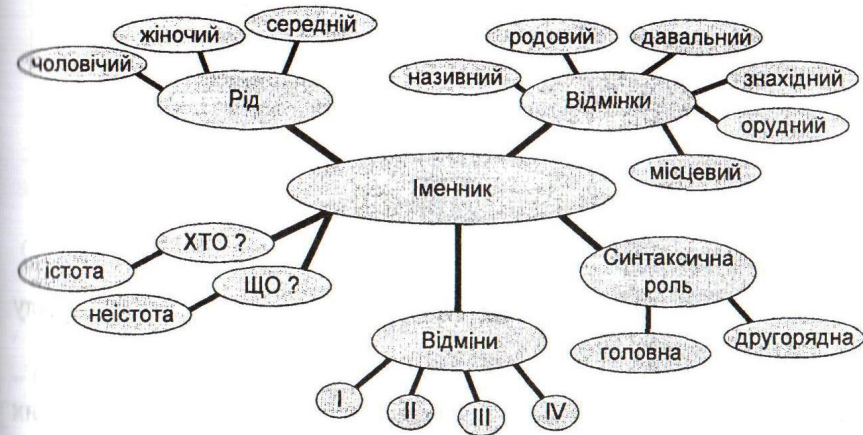 жіночий
середній
чоловічий
Рід
родовий
давальний
називний
знахідний
Відмінки
орудний
місцевий
Іменник
ХТО ?
істота
ЩО ?
неістота
Синтаксична
роль
головна
другорядна
Відміни
I
II
III
IV